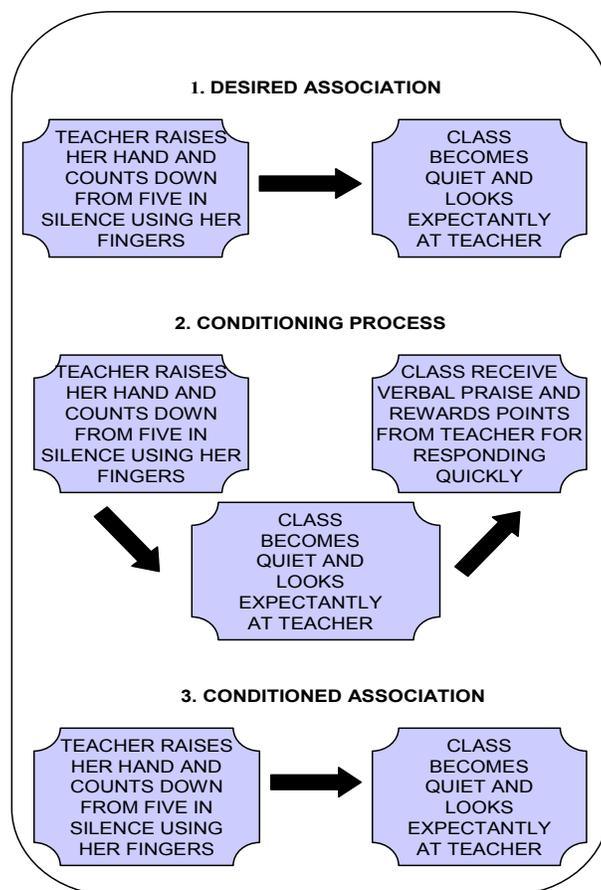 1. DESIRED ASSOCIATION
TEACHER RAISES
HER HAND AND
COUNTS DOWN
FROM FIVE IN
SILENCE USING HER
FINGERS
CLASS
BECOMES
QUIET AND
LOOKS
EXPECTANTLY
AT TEACHER
2. CONDITIONING PROCESS
TEACHER RAISES
HER HAND AND
COUNTS DOWN
FROM FIVE IN
SILENCE USING HER
FINGERS
CLASS
BECOMES
QUIET AND
LOOKS
EXPECTANTLY
AT TEACHER
CLASS RECEIVE
VERBAL PRAISE AND
REWARDS POINTS
FROM TEACHER FOR
RESPONDING
QUICKLY
3. CONDITIONED ASSOCIATION
TEACHER RAISES
HER HAND AND
COUNTS DOWN
FROM FIVE IN
SILENCE USING
HER FINGERS
CLASS
BECOMES
QUIET AND
LOOKS
EXPECTANTLY
AT TEACHER